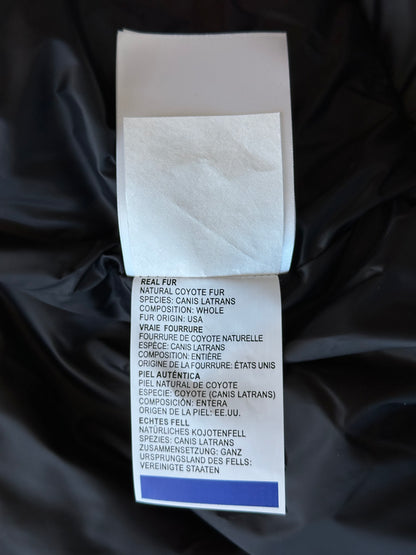 REAL FUR
NATURAL COYOTE FUR
SPECIES: CANIS LATRANS
COMPOSITION: WHOLE
FUR ORIGIN: USA
VRAIE FOURRURE
FOURRURE DE COYOTE NATURELLE
ESPÈCE: CANIS LATRANS
COMPOSITION: ENTIÈRE
ORIGINE DE LA FOURRURE: ÉTATS UNIS
PIEL AUTÉNTICA
PIEL NATURAL DE COYOTE
ESPECIE: COYOTE (CANIS LATRANS)
COMPOSICIÓN: ENTERA
ORIGEN DE LA PIEL: EE.UU.
ECHTES FELL
NATÜRLICHES KOJOTENFELL
SPEZIES: CANIS LATRANS
ZUSAMMENSETZUNG: GANZ
URSPRUNGSLAND DES FELLS:
VEREINIGTE STAATEN